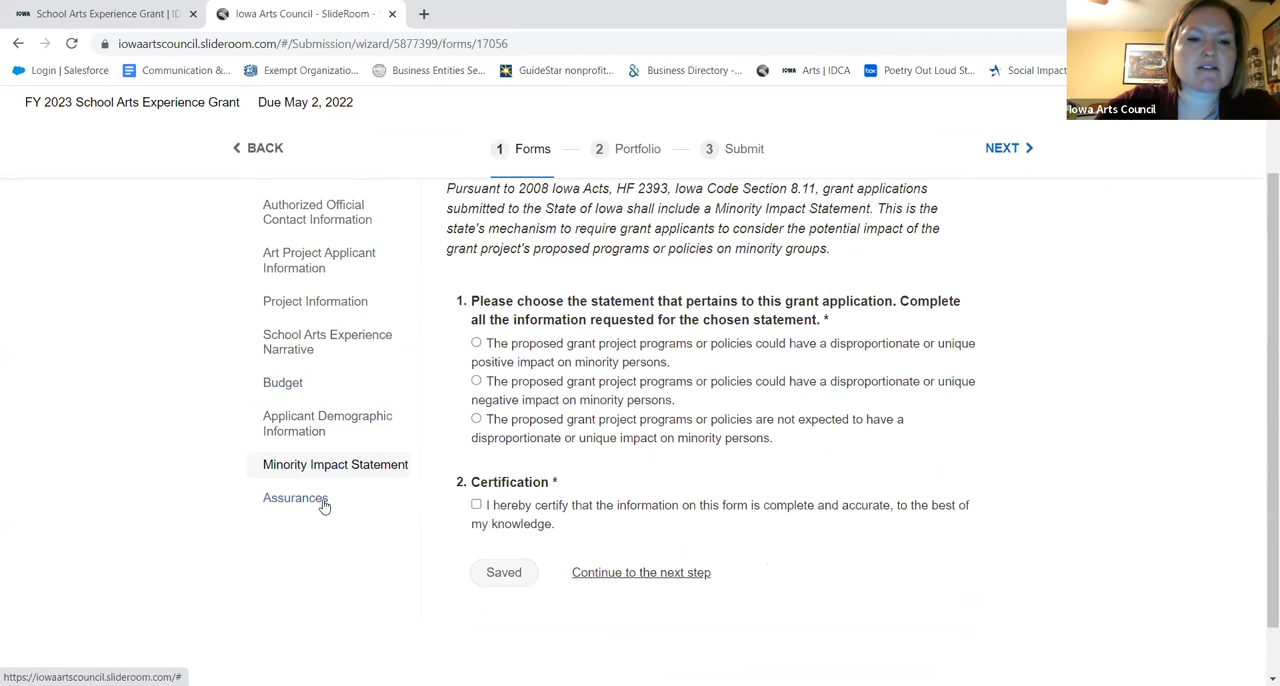 School Arts Experience Grant | ID
Iowa Arts Council - SlideRoom -
iowaartscouncil.slideroom.com/#/Submission/wizard/5877399/forms/17056
Login | Salesforce
Communication &...
Exempt Organizatio...
Business Entities Se...
GuideStar nonprofit...
Business Directory -...
IOWA Arts | IDCA
box Poetry Out Loud St...
Social Impact
Iowa Arts Council
FY 2023 School Arts Experience Grant Due May 2, 2022
BACK
1 Forms
2 Portfolio
3 Submit
NEXT
Authorized Official
Contact Information
Art Project Applicant
Information
Project Information
School Arts Experience
Narrative
Budget
Applicant Demographic
Information
Minority Impact Statement
Assurances
Pursuant to 2008 Iowa Acts, HF 2393, Iowa Code Section 8.11, grant applications
submitted to the State of Iowa shall include a Minority Impact Statement. This is the
state's mechanism to require grant applicants to consider the potential impact of the
grant project's proposed programs or policies on minority groups.
1. Please choose the statement that pertains to this grant application. Complete
all the information requested for the chosen statement. *
The proposed grant project programs or policies could have a disproportionate or unique
positive impact on minority persons.
The proposed grant project programs or policies could have a disproportionate or unique
negative impact on minority persons.
The proposed grant project programs or policies are not expected to have a
disproportionate or unique impact on minority persons.
2. Certification *
I hereby certify that the information on this form is complete and accurate, to the best of
my knowledge.
Saved
Continue to the next step
https://iowaartscouncil.slideroom.com/#